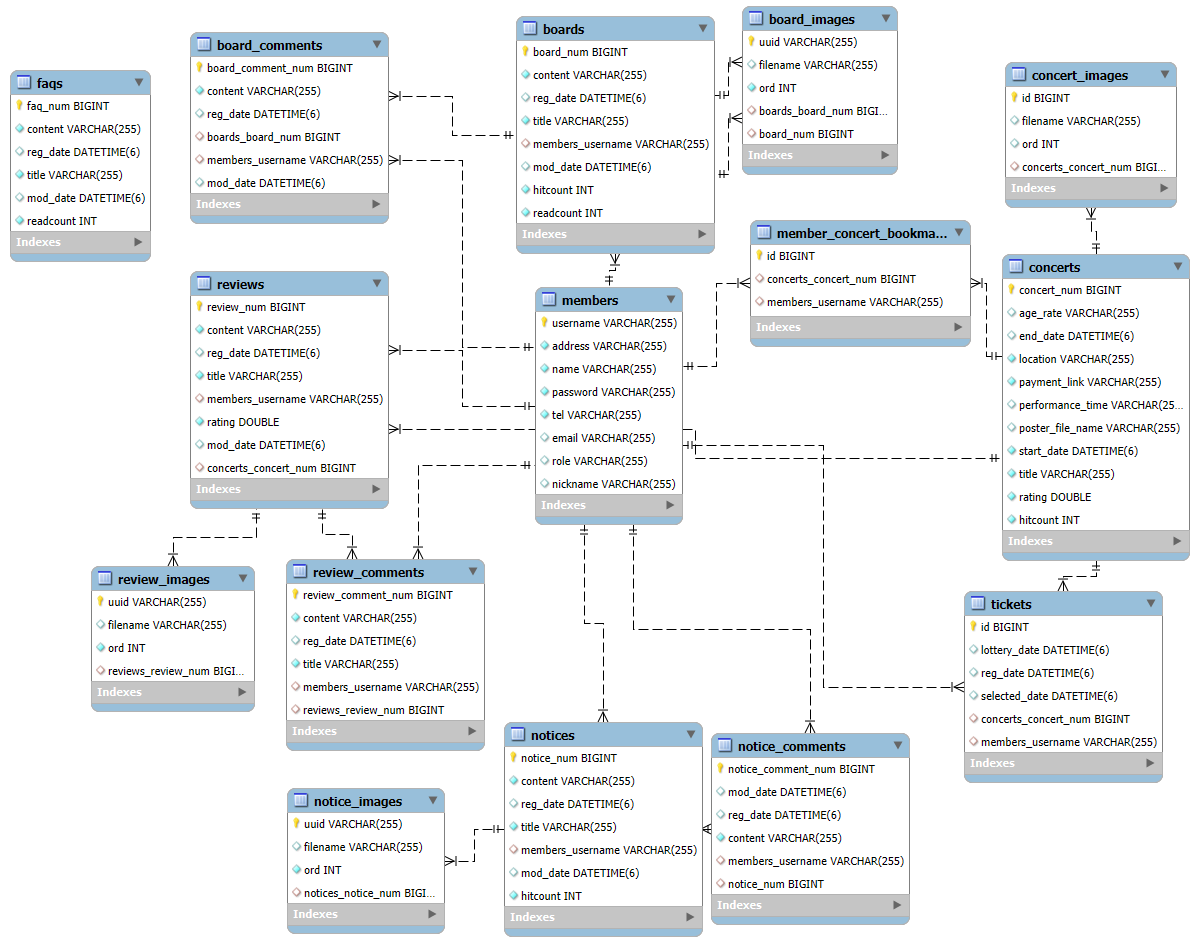 faqs
faq_num BIGINT
content VARCHAR(255)
reg_date DATETIME(6)
title VARCHAR(255)
mod_date DATETIME(6)
readcount INT
Indexes
board_comments
board_comment_num BIGINT
content VARCHAR(255)
reg_date DATETIME(6)
boards_board_num BIGINT
members_username VARCHAR(255)
mod_date DATETIME(6)
Indexes
boards
board_num BIGINT
content VARCHAR(255)
reg_date DATETIME(6)
title VARCHAR(255)
members_username VARCHAR(255)
mod_date DATETIME(6)
hitcount INT
readcount INT
Indexes
board_images
uuid VARCHAR(255)
filename VARCHAR(255)
ord INT
boards_board_num BIGI...
board_num BIGINT
Indexes
concert_images
id BIGINT
filename VARCHAR(255)
ord INT
concerts_concert_num BIGI...
Indexes
member_concert_bookma...
id BIGINT
concerts_concert_num BIGINT
members_username VARCHAR(255)
Indexes
concerts
concert_num BIGINT
age_rate VARCHAR(255)
end_date DATETIME(6)
location VARCHAR(255)
payment_link VARCHAR(255)
performance_time VARCHAR(25...
poster_file_name VARCHAR(255)
start_date DATETIME(6)
title VARCHAR(255)
rating DOUBLE
hitcount INT
Indexes
reviews
review_num BIGINT
content VARCHAR(255)
reg_date DATETIME(6)
title VARCHAR(255)
members_username VARCHAR(255)
rating DOUBLE
mod_date DATETIME(6)
concerts_concert_num BIGINT
Indexes
members
username VARCHAR(255)
address VARCHAR(255)
name VARCHAR(255)
password VARCHAR(255)
tel VARCHAR(255)
email VARCHAR(255)
role VARCHAR(255)
nickname VARCHAR(255)
Indexes
review_images
uuid VARCHAR(255)
filename VARCHAR(255)
ord INT
reviews_review_num BIGI...
Indexes
review_comments
review_comment_num BIGINT
content VARCHAR(255)
reg_date DATETIME(6)
title VARCHAR(255)
members_username VARCHAR(255)
reviews_review_num BIGINT
Indexes
tickets
id BIGINT
lottery_date DATETIME(6)
reg_date DATETIME(6)
selected_date DATETIME(6)
concerts_concert_num BIGINT
members_username VARCHAR(255)
Indexes
notice_images
uuid VARCHAR(255)
filename VARCHAR(255)
ord INT
notices_notice_num BIGI...
Indexes
notices
notice_num BIGINT
content VARCHAR(255)
reg_date DATETIME(6)
title VARCHAR(255)
members_username VARCHAR(255)
mod_date DATETIME(6)
hitcount INT
Indexes
notice_comments
notice_comment_num BIGINT
mod_date DATETIME(6)
reg_date DATETIME(6)
content VARCHAR(255)
members_username VARCHAR(255)
notice_num BIGINT
Indexes